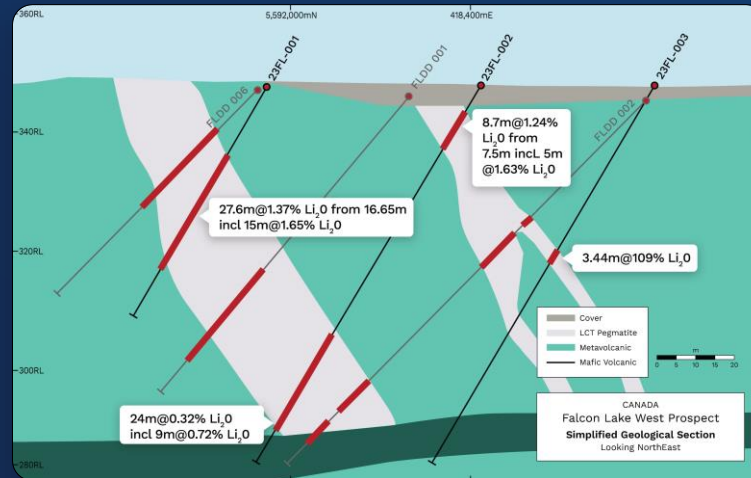 360RL
5,592,000mN
418,400mE
23FL-001
FLDD 006
FLDD 001
23FL-002
23FL-003
FLDD 002
340RL
8.7m@1.24%
Li₂0 from
7.5m incL 5m
@1.63% Li₂0
27.6m@1.37% Li₂0 from 16.65m
incl 15m@1.65% Li₂0
320RL
3.44m@109% Li₂0
Cover
LCT Pegmatite
Metavolcanic
Mafic Volcanic
m
0 5 10 15 20
300RL
24m@0.32% Li₂0
incl 9m@0.72% Li₂0
CANADA
Falcon Lake West Prospect
Simplified Geological Section
Looking NorthEast
280RL